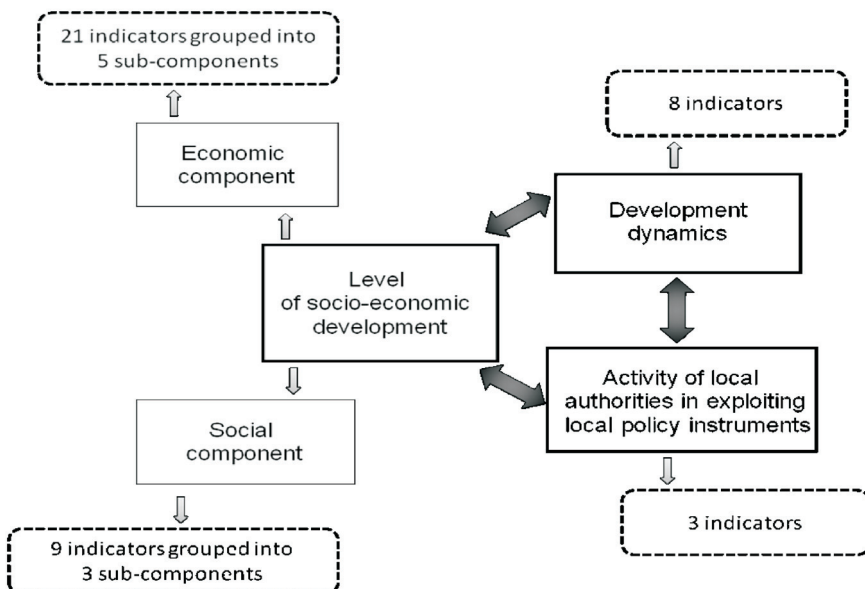 21 indicators grouped into
5 sub-components
8 indicators
Economic
component
Development
dynamics
Level
of socio-economic
development
Activity of local
authorities in exploiting
local policy instruments
Social
component
3 indicators
9 indicators grouped into
3 sub-components